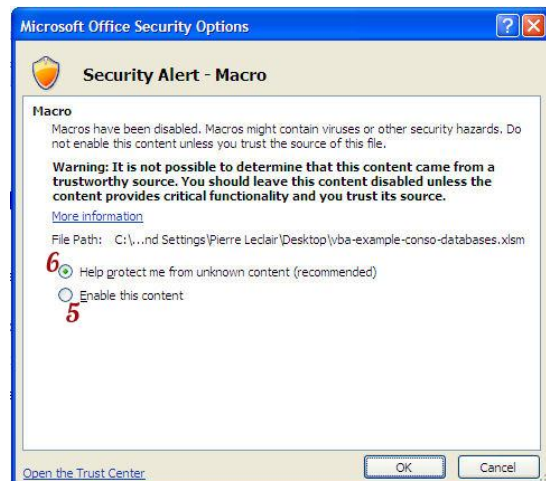 Microsoft Office Security Options
Security Alert - Macro
Macro
Macros have been disabled. Macros might contain viruses or other security hazards. Do
not enable this content unless you trust the source of this file.
Warning: It is not possible to determine that this content came from a
trustworthy source. You should leave this content disabled unless the
content provides critical functionality and you trust its source.
More information
File Path: C:\...nd Settings\Pierre Leclair\Desktop\vba-example-conso-databases.xlsm
6 Help protect me from unknown content (recommended)
Enable this content
5
Open the Trust Center OK Cancel